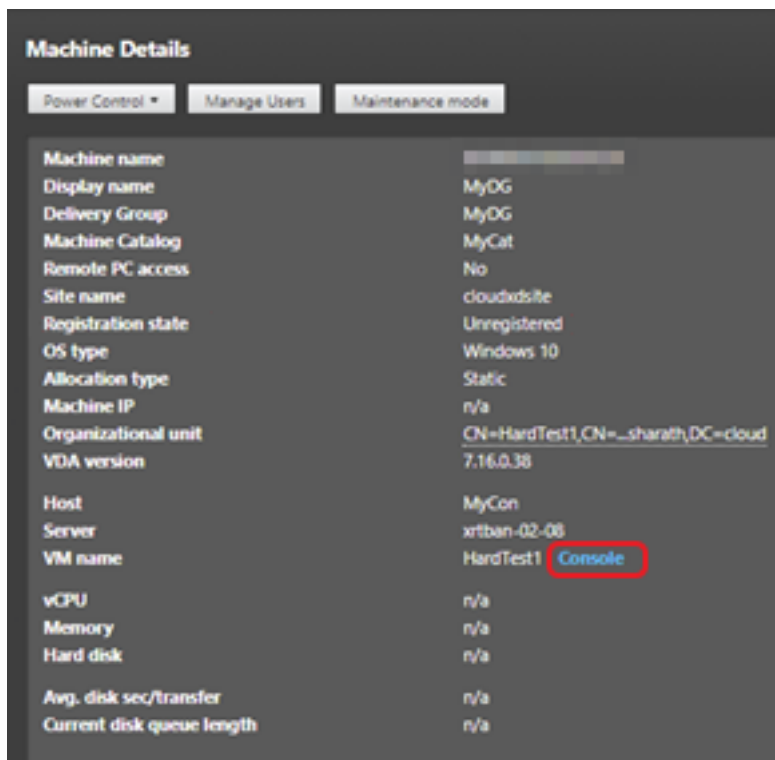 Machine Details
Power Control Manage Users Maintenance mode
Machine name
Display name MyDG
Delivery Group MyDG
Machine Catalog MyCat
Remote PC access No
Site name cloudxdsite
Registration state Unregistered
OS type Windows 10
Allocation type Static
Machine IP n/a
Organizational unit CN=HardTest1,CN=...sharath,DC=cloud
VDA version 7.16.0.38
Host MyCon
Server xrtban-02-08
VM name HardTest1 Console
vCPU n/a
Memory n/a
Hard disk n/a
Avg. disk sec/transfer n/a
Current disk queue length n/a